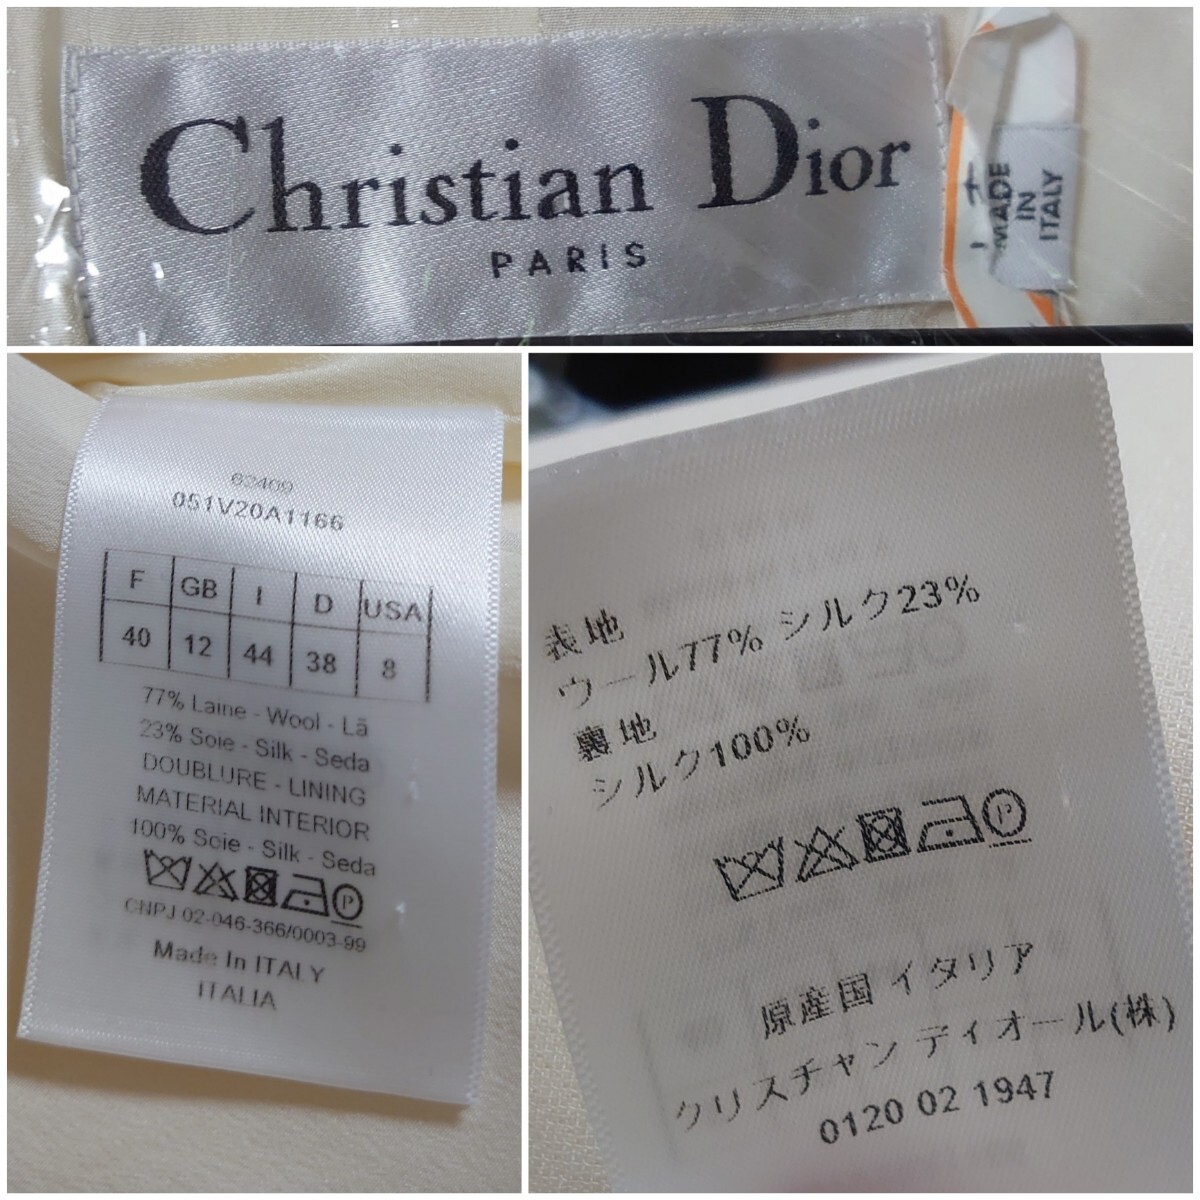 Christian Dior
PARIS
MADE
IN
ITALY
62409
051V20A1166
F GB I D USA
40 12 44 38 8
77% Laine - Wool - Lã
23% Soie - Silk - Seda
DOUBLURE - LINING
MATERIAL INTERIOR
100% Soie - Silk - Seda
P
CNPJ 02-046-366/0003-99
Made In ITALY
ITALIA
表地
ウール77% シルク23%
裏地
シルク100%
P
原産国 イタリア
クリスチャン ディオール(株)
0120 02 1947